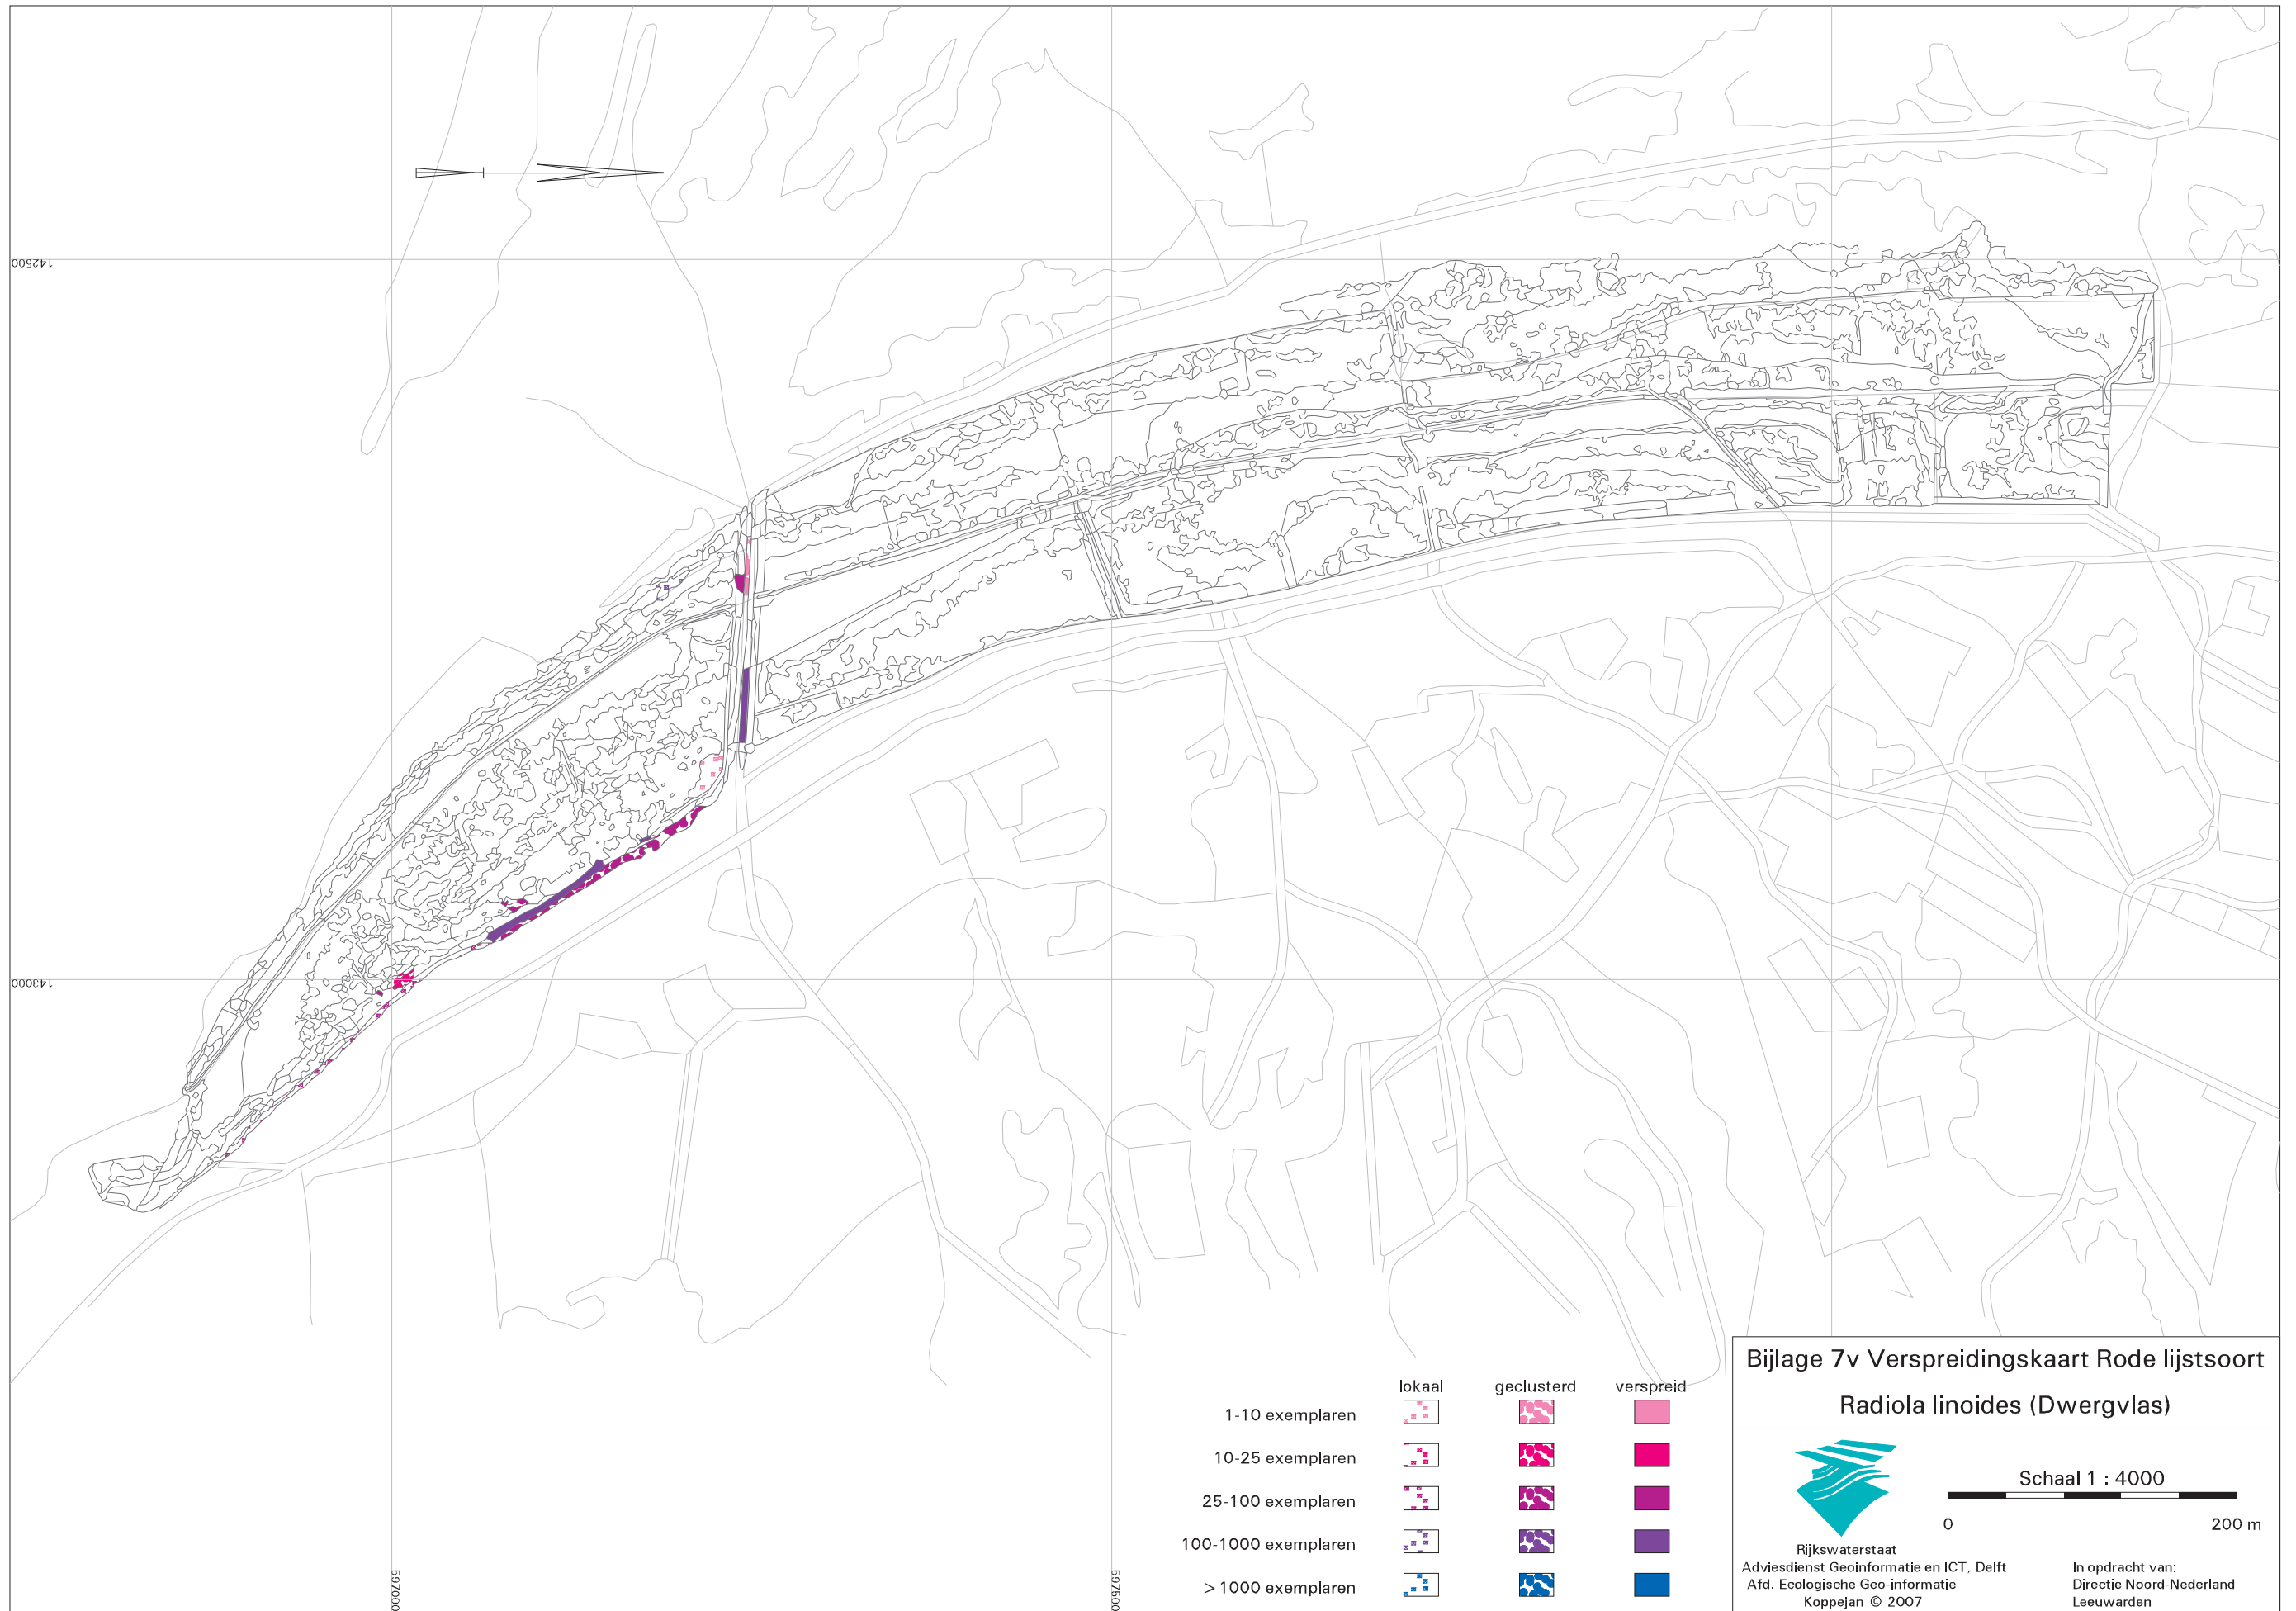 142500
143000
597000
597500
lokaal geclusterd verspreid
1-10 exemplaren
10-25 exemplaren
25-100 exemplaren
100-1000 exemplaren
> 1000 exemplaren
Bijlage 7v Verspreidingskaart Rode lijstsoort
Radiola linoides (Dwergvlas)
Schaal 1 : 4000
0 200 m
Rijkswaterstaat
Adviesdienst Geoinformatie en ICT, Delft
Afd. Ecologische Geo-informatie
Koppejan © 2007
In opdracht van:
Directie Noord-Nederland
Leeuwarden